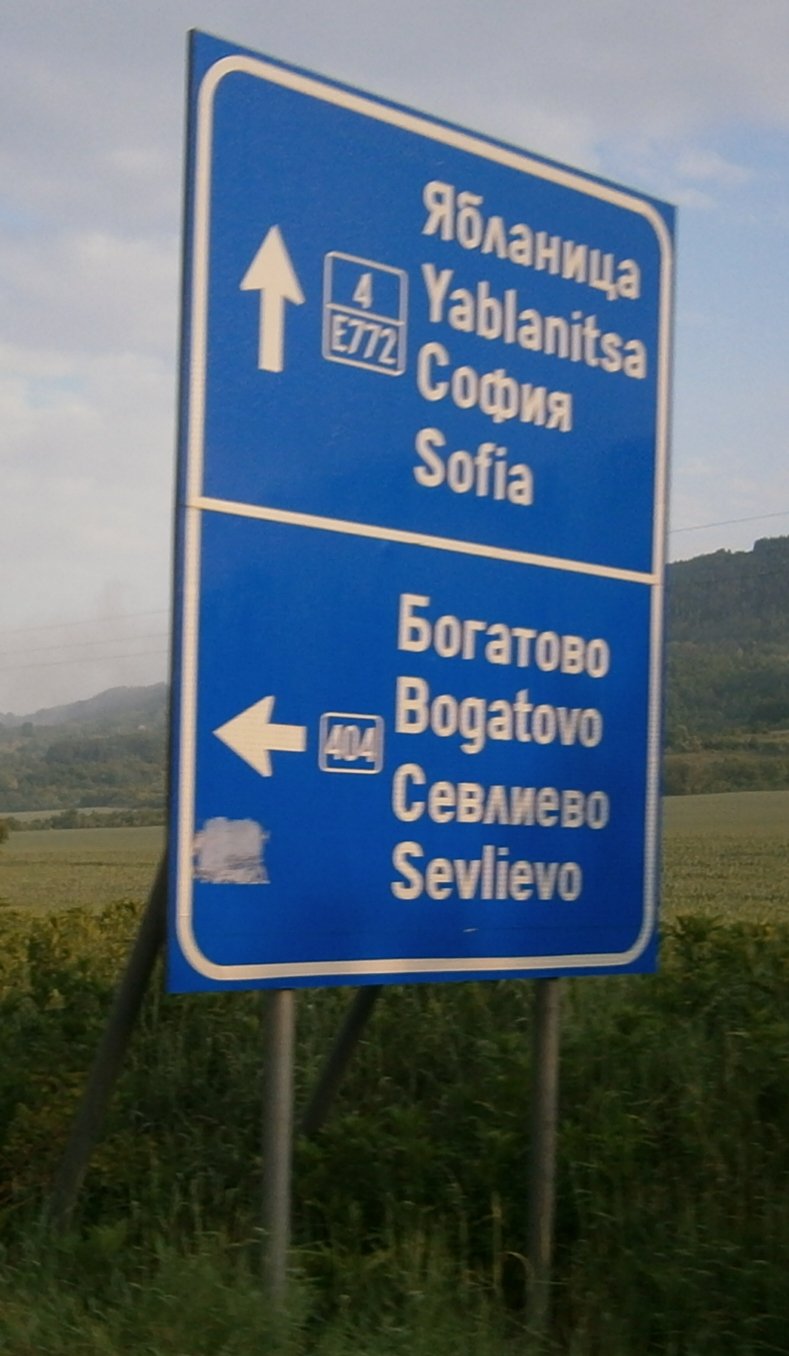 Ябланица
4
Yablanitsa
E772
София
Sofia
Богатово
Bogatovo
404
Севлиево
Sevlievo